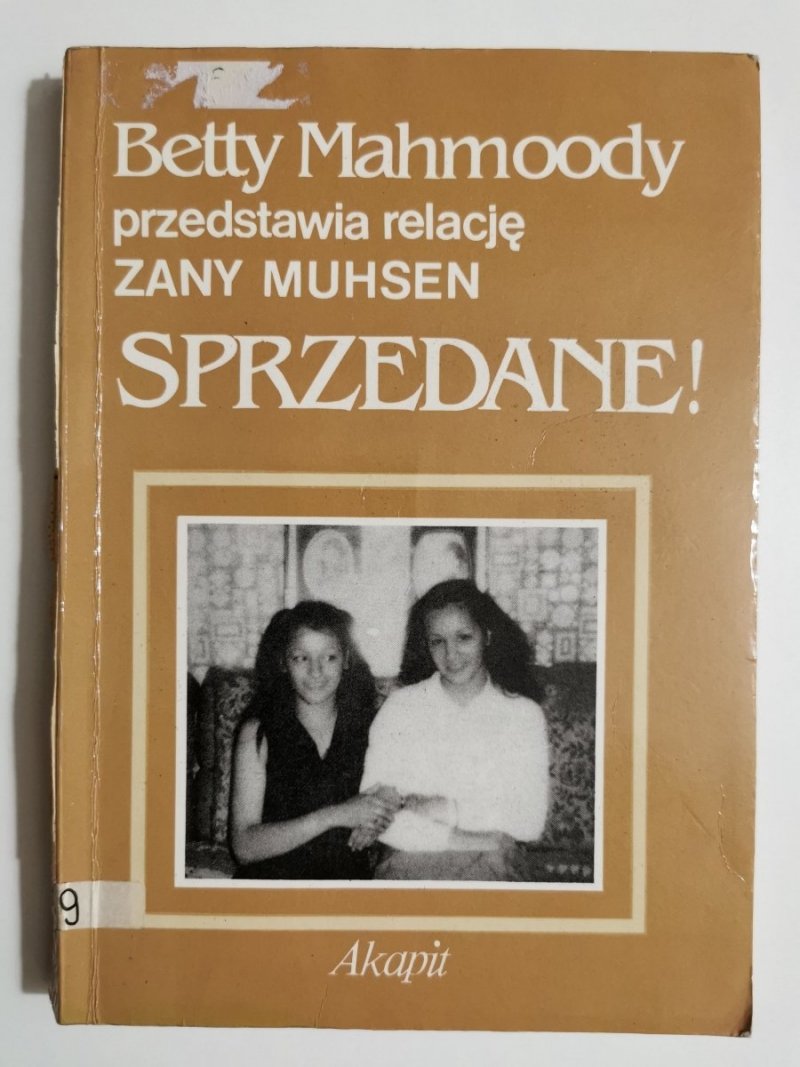 Betty Mahmoody
przedstawia relację
ZANY MUHSEN
SPRZEDANE!
9
Akapit